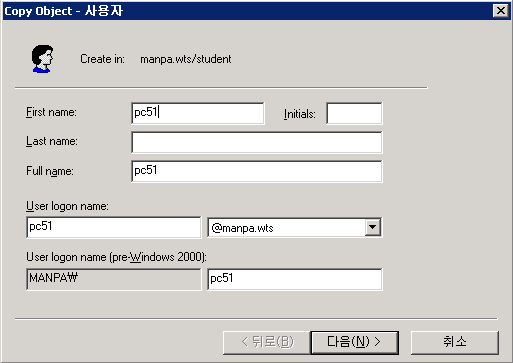 Copy Object - 사용자
Create in: manpa.wts/student
First name: pc51 Initials:
Last name:
Full name: pc51
User logon name:
pc51 @manpa.wts
User logon name (pre-Windows 2000):
MANPA₩ pc51
< 뒤로(B) 다음(N) > 취소